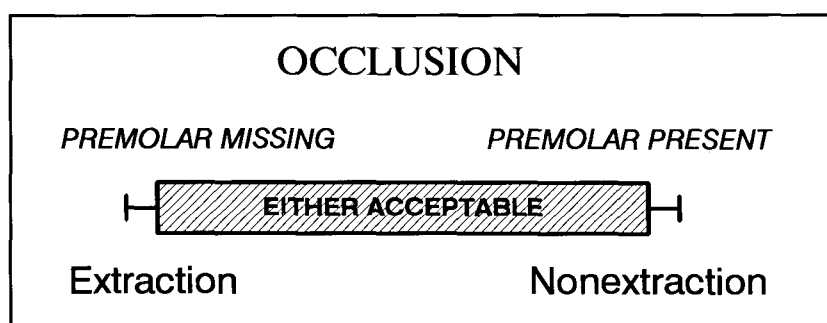 OCCLUSION
PREMOLAR MISSING PREMOLAR PRESENT
EITHER ACCEPTABLE
Extraction Nonextraction